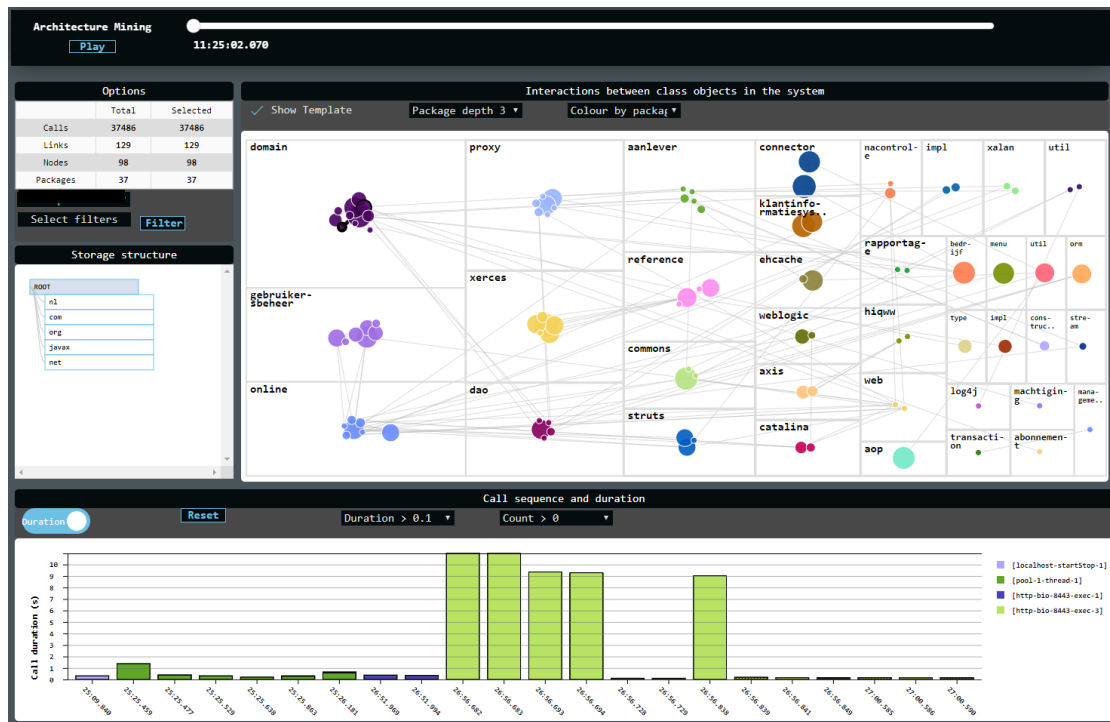 Architecture Mining
Play
11:25:02.070
Options
Total Selected
Calls 37486 37486
Links 129 129
Nodes 98 98
Packages 37 37
Select filters
Filter
Storage structure
ROOT
nl
com
org
javax
net
Interactions between class objects in the system
Show Template
Package depth 3
Colour by packag
domain
proxy
aanlever
connector
nacontrol-
e
impl
xalan
util
klantinfo-
rmatiesys..
gebruiker-
sbeheer
xerces
reference
ehcache
rapportag-
e
bedr-
ijf
menu
util
orm
weblogic
hiqww
type
impl
cons-
truc..
stre-
am
commons
online
dao
axis
web
log4j
machtigin-
g
mana-
geme..
struts
catalina
aop
transacti-
on
abonnemen-
t
Call sequence and duration
Duration
Reset
Duration > 0.1
Count > 0
Call duration (s)
10
9
8
7
6
5
4
3
2
1
0
25:09.840
25:25.459
25:25.477
25:25.529
25:25.638
25:25.863
25:26.181
26:51.969
26:51.994
26:56.682
26:56.683
26:56.693
26:56.694
26:56.728
26:56.729
26:56.838
26:56.839
26:56.841
26:56.849
27:00.585
27:00.586
27:00.590
[localhost-startStop-1]
[pool-1-thread-1]
[http-bio-8443-exec-1]
[http-bio-8443-exec-3]